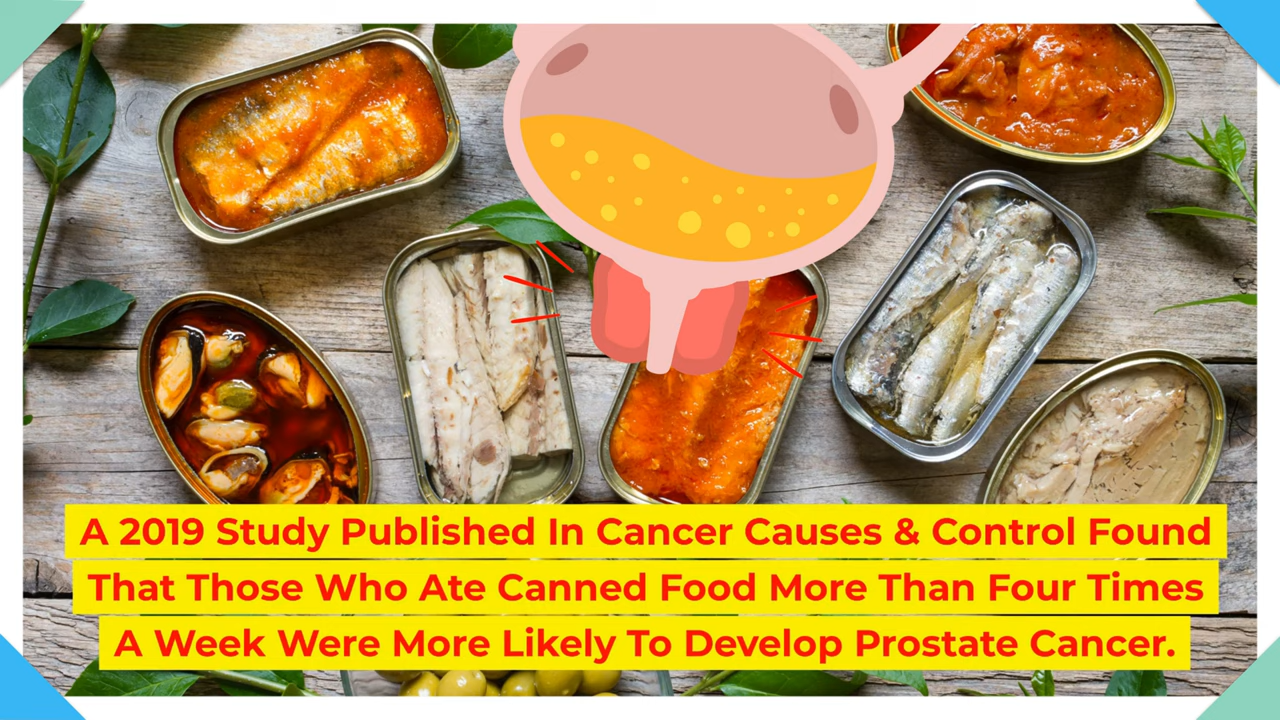 A 2019 Study Published In Cancer Causes & Control Found
That Those Who Ate Canned Food More Than Four Times
A Week Were More Likely To Develop Prostate Cancer.